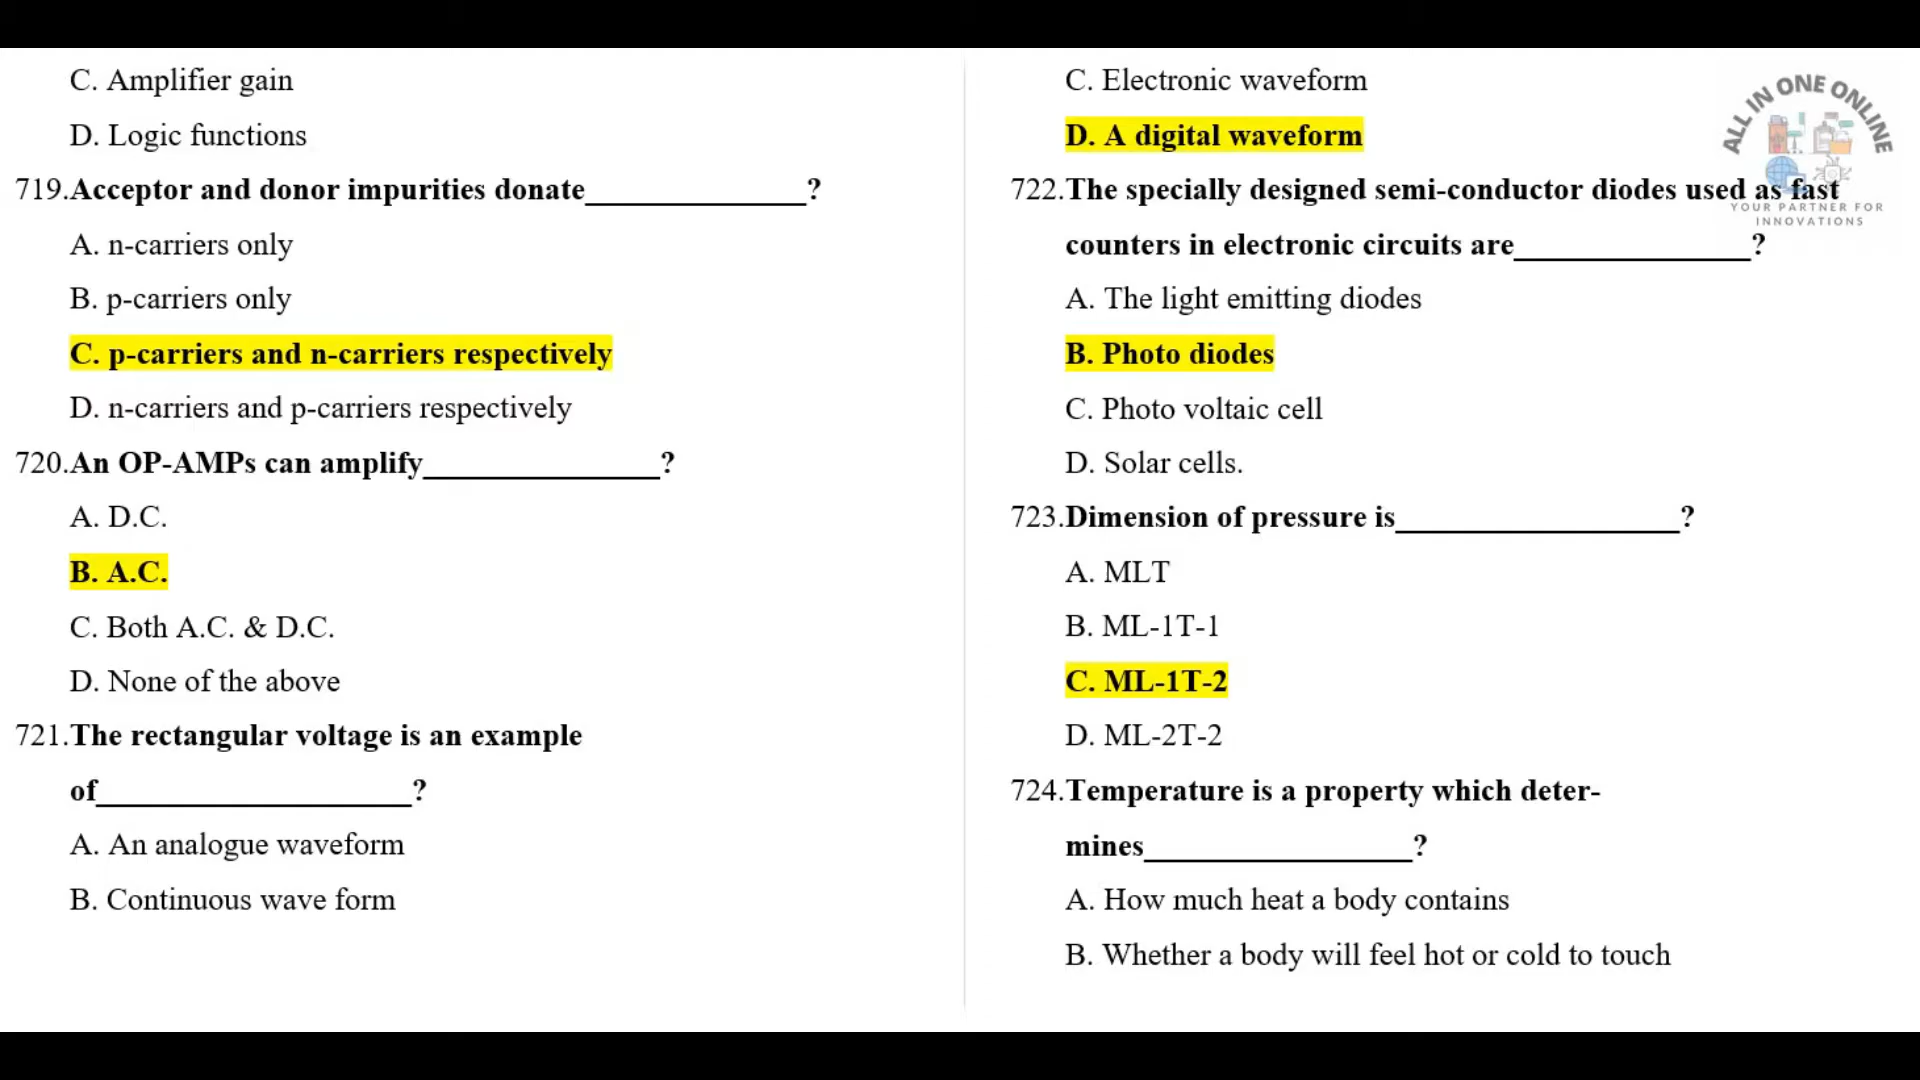 C. Amplifier gain
D. Logic functions
719.Acceptor and donor impurities donate______________?
A. n-carriers only
B. p-carriers only
C. p-carriers and n-carriers respectively
D. n-carriers and p-carriers respectively
720.An OP-AMPs can amplify_______________?
A. D.C.
B. A.C.
C. Both A.C. & D.C.
D. None of the above
721.The rectangular voltage is an example
of____________________?
A. An analogue waveform
B. Continuous wave form
C. Electronic waveform
D. A digital waveform
722.The specially designed semi-conductor diodes used as fast
counters in electronic circuits are_______________?
A. The light emitting diodes
B. Photo diodes
C. Photo voltaic cell
D. Solar cells.
723.Dimension of pressure is__________________?
A. MLT
B. ML-1T-1
C. ML-1T-2
D. ML-2T-2
724.Temperature is a property which deter-
mines_________________?
A. How much heat a body contains
B. Whether a body will feel hot or cold to touch
ALL IN ONE ONLINE
YOUR PARTNER FOR
INNOVATIONS